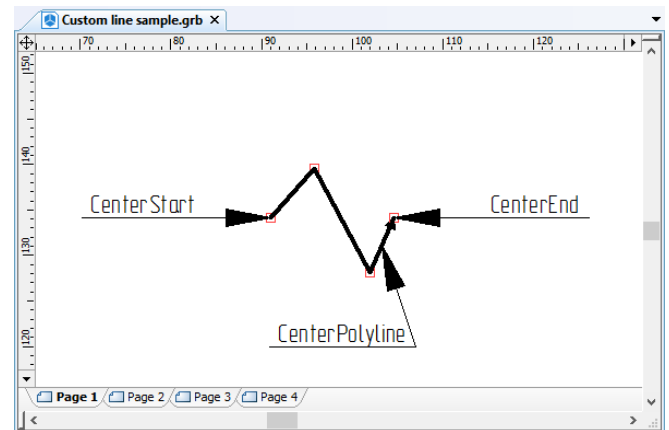 Custom line sample.grb
70 80 90 100 110 120
150
140
CenterStart CenterEnd
130
CenterPolyline
120
Page 1 Page 2 Page 3 Page 4